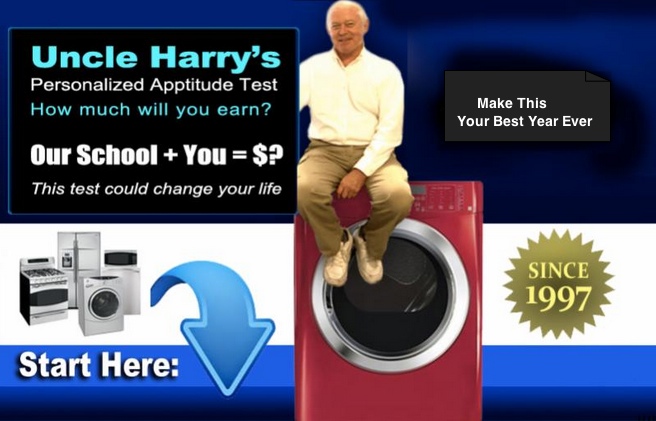 Uncle Harry's
Personalized Apptitude Test
How much will you earn?
Our School + You = $?
This test could change your life
Make This
Your Best Year Ever
SINCE
1997
Start Here: